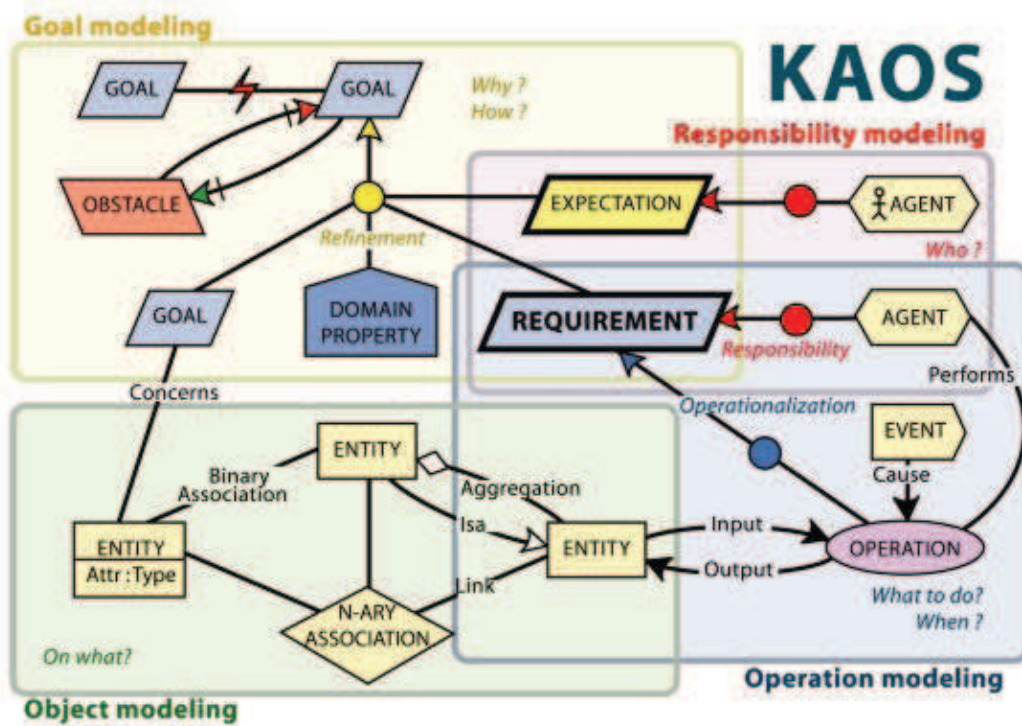 Goal modeling
KAOS
GOAL
GOAL
Why ?
How ?
Responsibility modeling
OBSTACLE
EXPECTATION
AGENT
Refinement
Who ?
GOAL
DOMAIN
PROPERTY
REQUIREMENT
AGENT
Responsibility
Performs
Concerns
Operationalization
EVENT
ENTITY
Cause
Binary
Association
Aggregation
Isa
Input
ENTITY
Attr : Type
ENTITY
OPERATION
Output
Link
N-ARY
ASSOCIATION
What to do?
When ?
On what?
Operation modeling
Object modeling